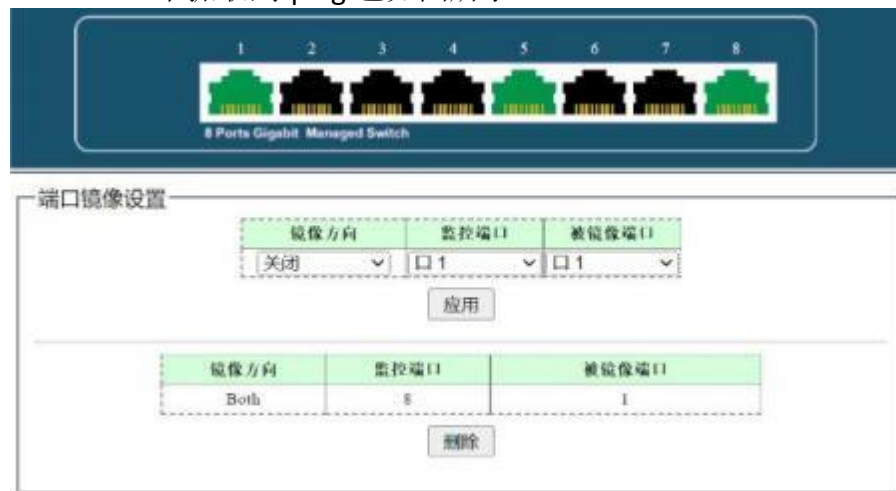 ping
1 2 3 4 5 6 7 8
8 Ports Gigabit Managed Switch
端口镜像设置
镜像方向 监控端口 被镜像端口
关闭 口 1 口 1
应用
镜像方向 监控端口 被镜像端口
Both 8 1
删除